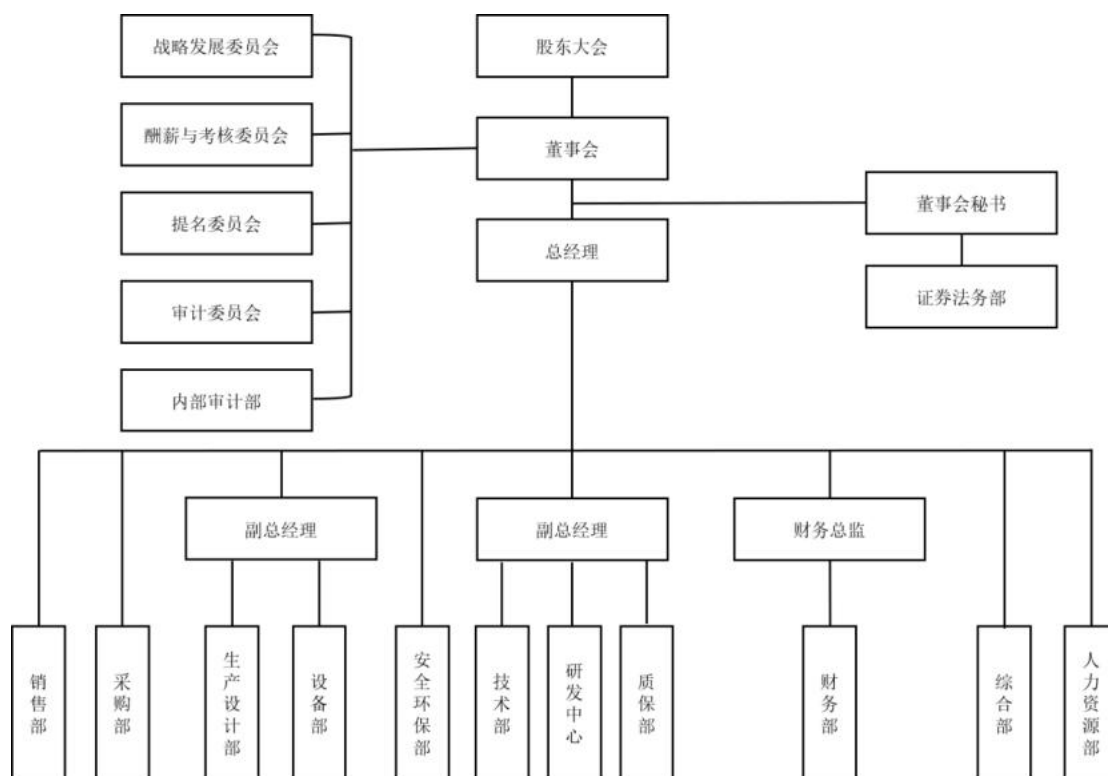 战略发展委员会
股东大会
酬薪与考核委员会
董事会
董事会秘书
提名委员会
总经理
证券法务部
审计委员会
内部审计部
副总经理
副总经理
财务总监
销售部
采购部
生产设计部
设备部
安全环保部
技术部
研发中心
质保部
财务部
综合部
人力资源部